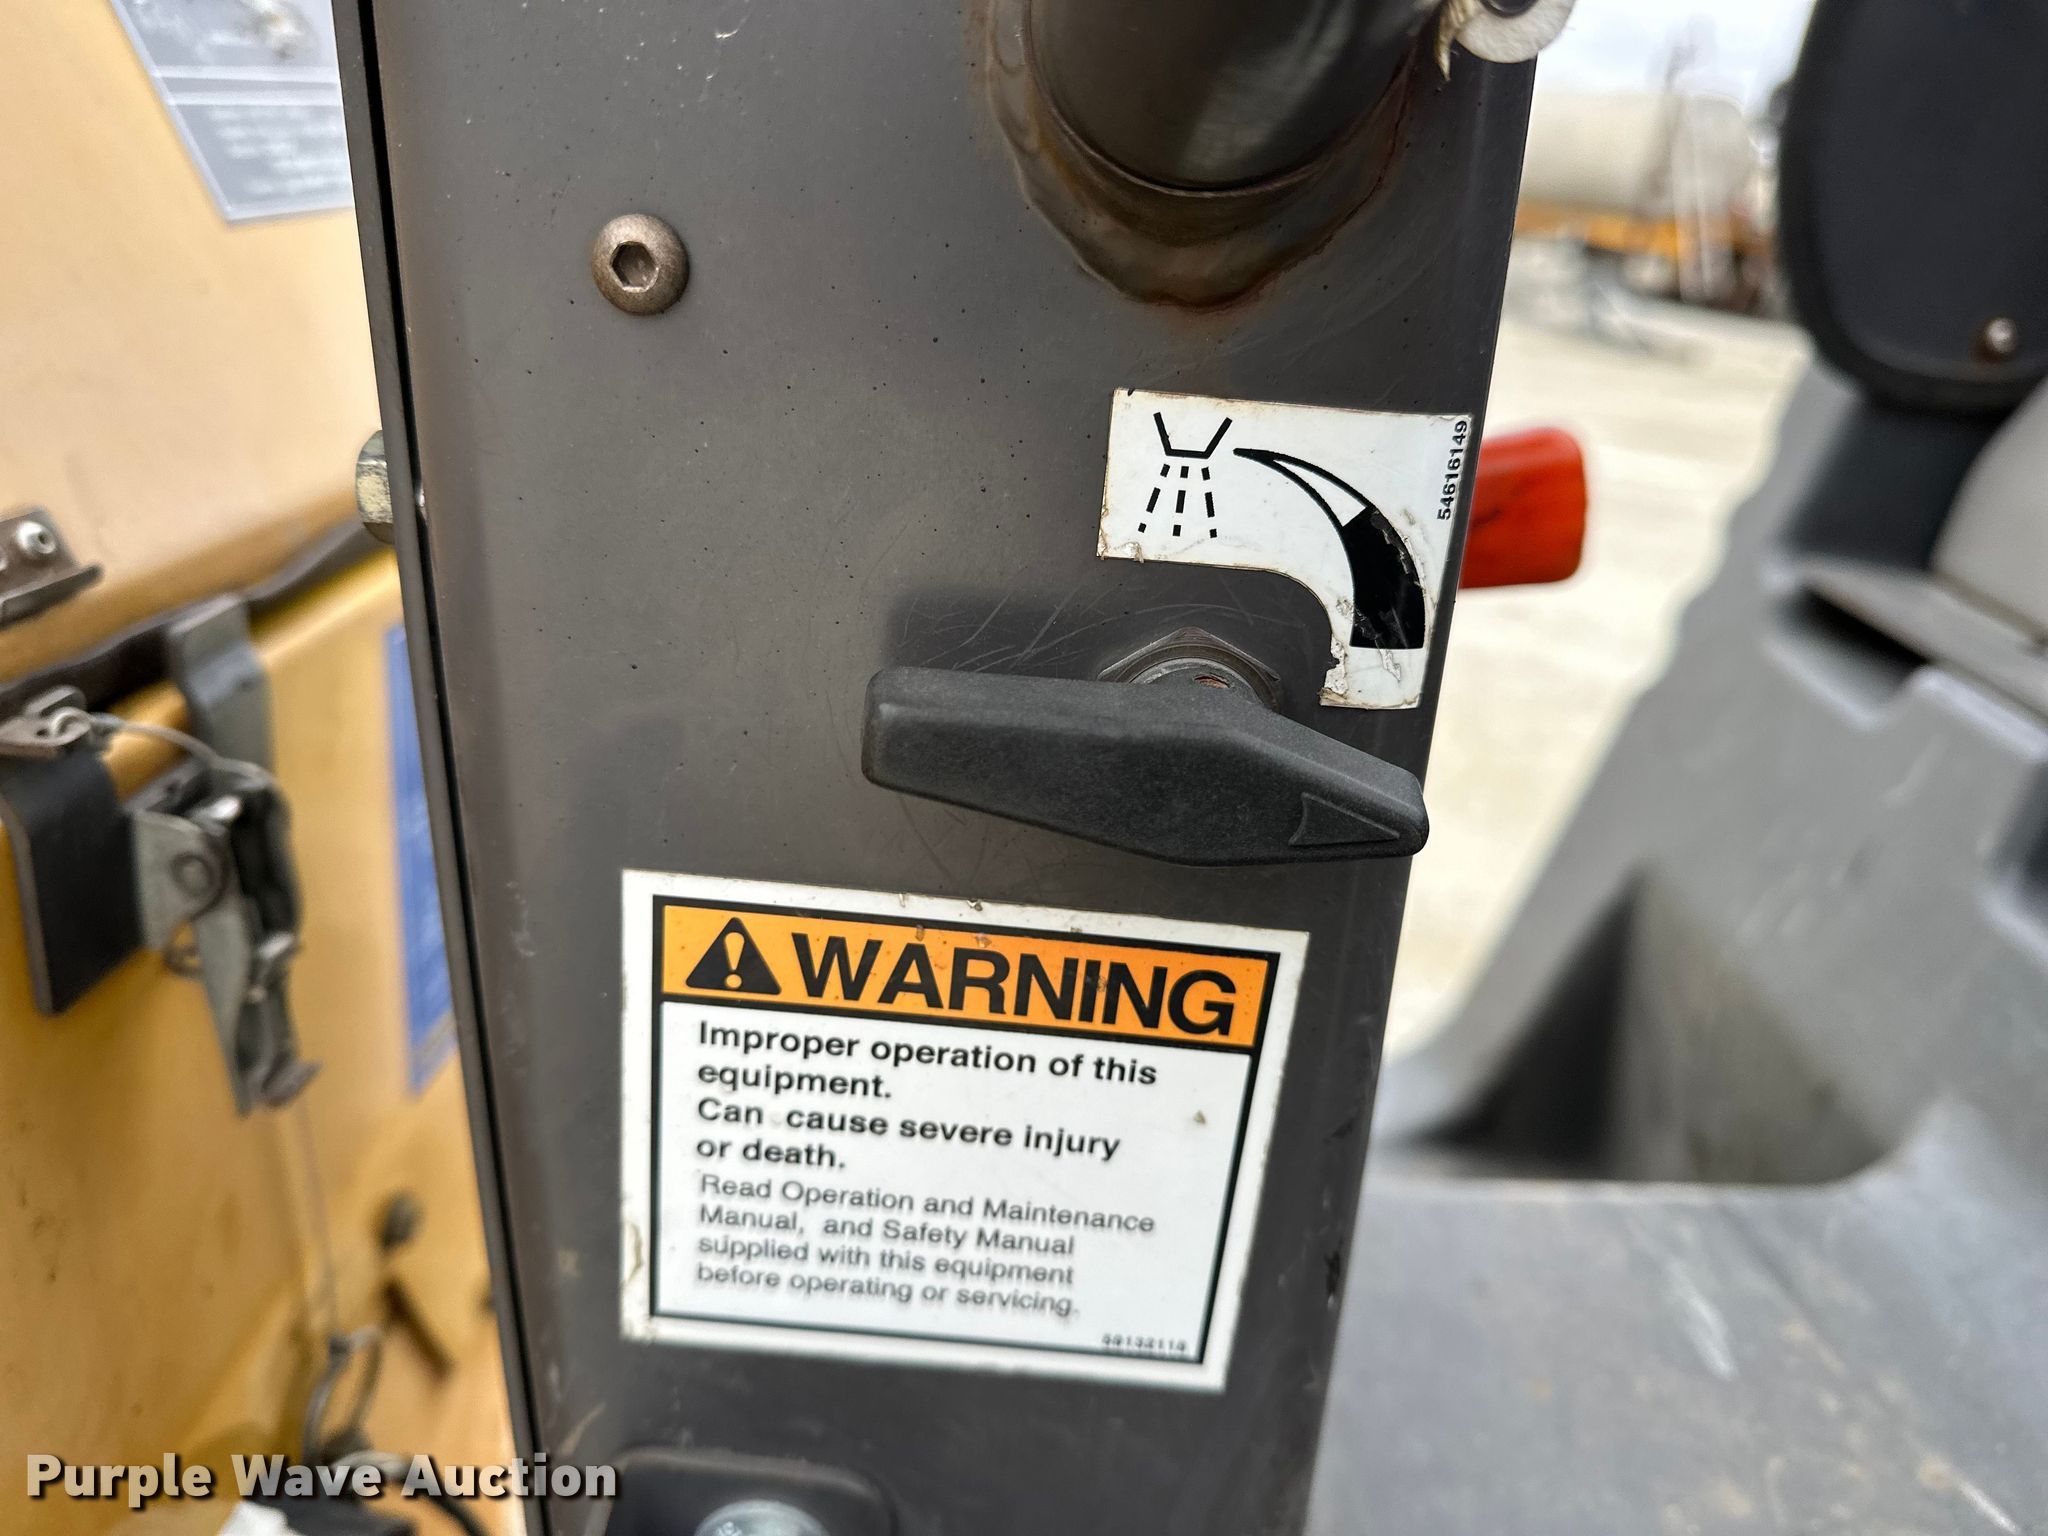 54616149
WARNING
Improper operation of this
equipment.
Can cause severe injury
or death.
Read Operation and Maintenance
Manual, and Safety Manual
supplied with this equipment
before operating or servicing.
Purple Wave Auction